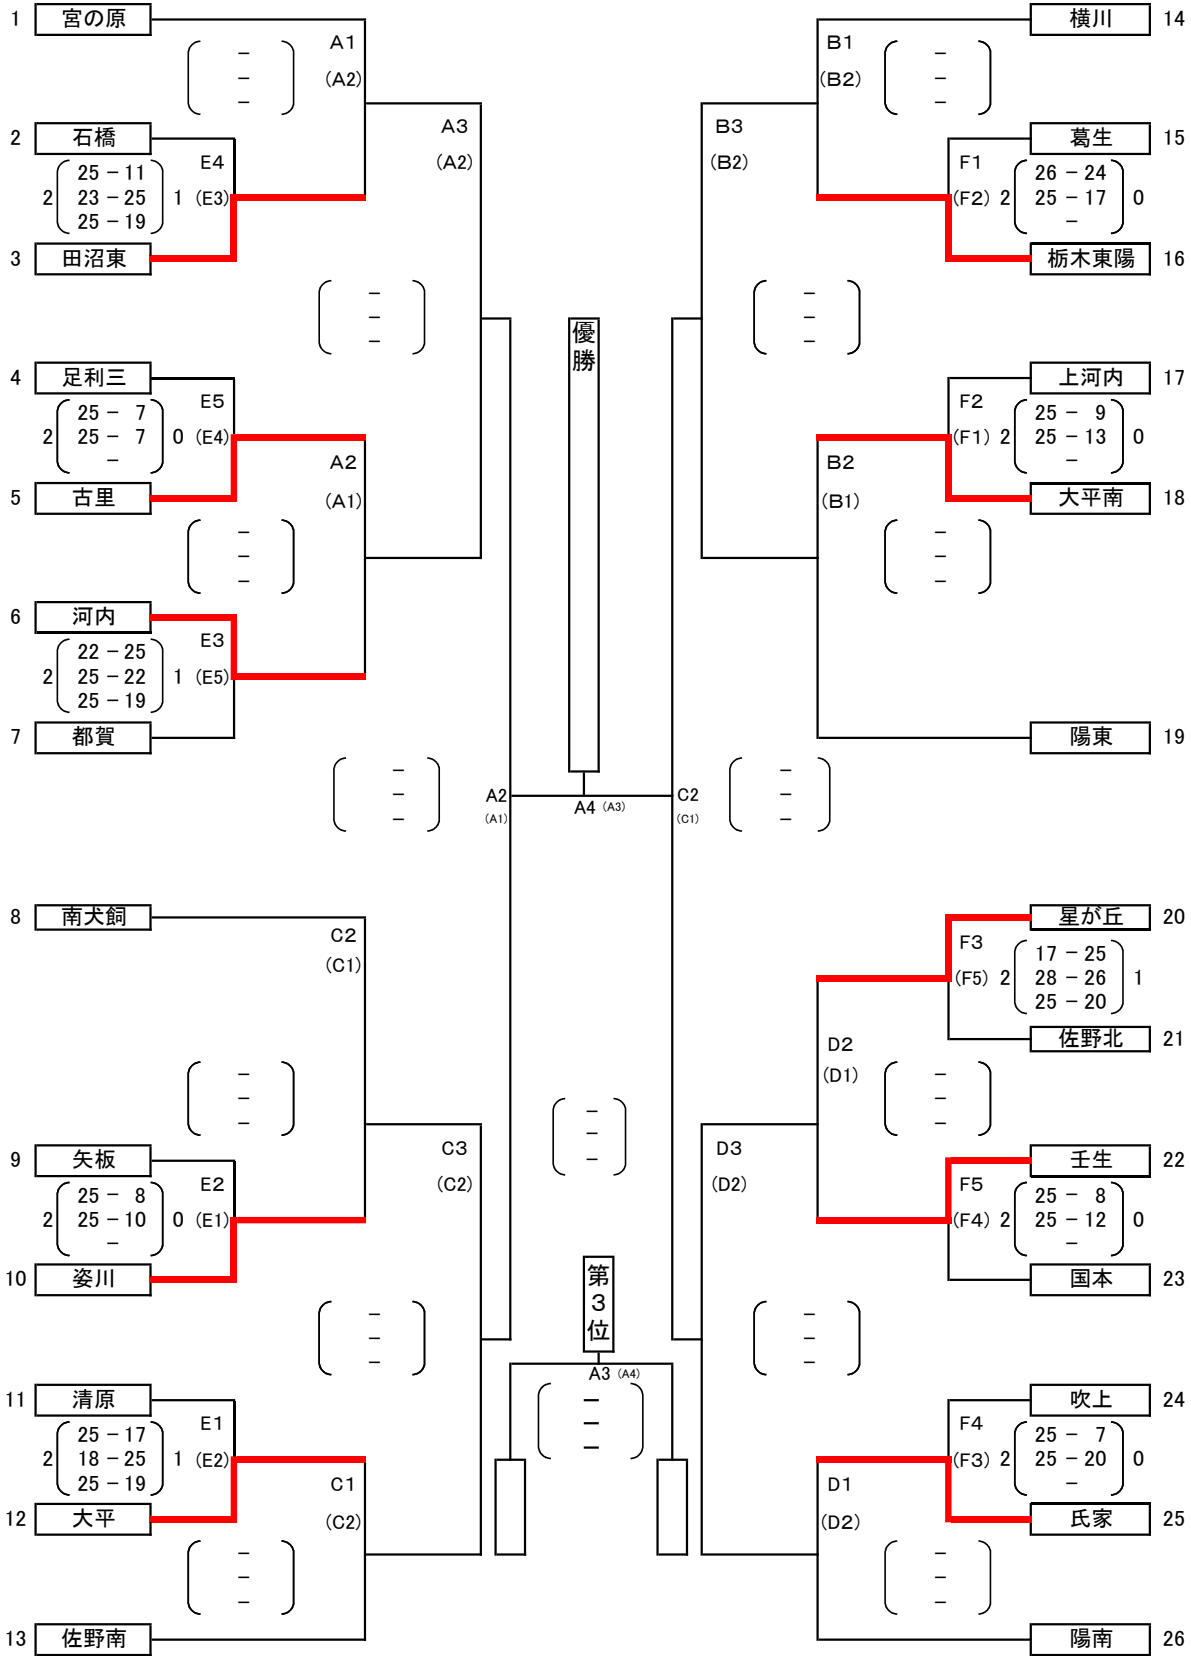 1 宮の原
A1
(A2)
–
–
–
2 石橋
E4
2 25 – 11 1 (E3)
23 – 25
25 – 19
3 田沼東
A3
(A2)
–
–
–
4 足利三
E5
2 25 – 7 0 (E4)
25 – 7
–
5 古里
A2
(A1)
–
–
–
6 河内
E3
2 22 – 25 1 (E5)
25 – 22
25 – 19
7 都賀
–
–
–
A2
(A1)
8 南犬飼
C2
(C1)
–
–
–
9 矢板
E2
2 25 – 8 0 (E1)
25 – 10
–
10 姿川
C3
(C2)
–
–
–
11 清原
E1
2 25 – 17 1 (E2)
18 – 25
25 – 19
12 大平
C1
(C2)
–
–
–
13 佐野南
優勝
A4 (A3)
–
–
–
第3位
A3 (A4)
–
–
–
横川 14
B1
(B2)
–
–
–
葛生 15
F1
(F2) 2 26 – 24 0
25 – 17
–
栃木東陽 16
B3
(B2)
–
–
–
上河内 17
F2
(F1) 2 25 – 9 0
25 – 13
–
大平南 18
B2
(B1)
–
–
–
陽東 19
C2
(C1)
–
–
–
星が丘 20
F3
(F5) 2 17 – 25 1
28 – 26
25 – 20
佐野北 21
D2
(D1)
–
–
–
壬生 22
F5
(F4) 2 25 – 8 0
25 – 12
–
国本 23
D3
(D2)
–
–
–
吹上 24
F4
(F3) 2 25 – 7 0
25 – 20
–
氏家 25
D1
(D2)
–
–
–
陽南 26